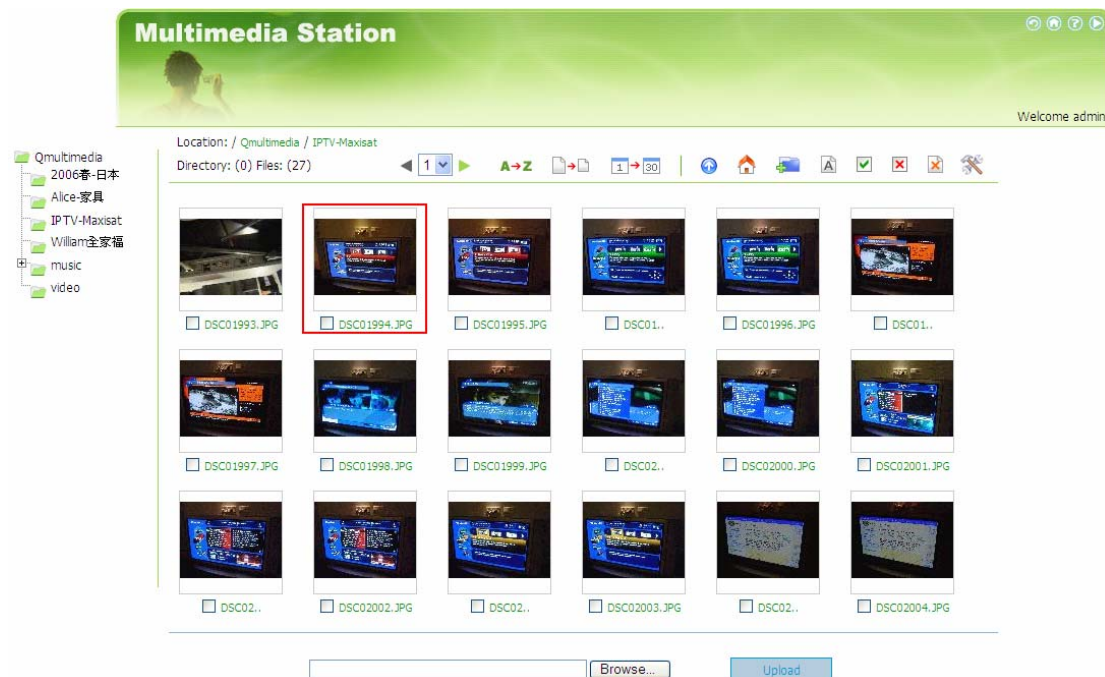 Multimedia Station
Welcome admin
Location: / Qmultimedia / IPTV-Maxisat
Directory: (0) Files: (27)
1
A→Z
1→30
A
Qmultimedia
2006春-日本
Alice-家具
IPTV-Maxisat
William全家福
music
video
DSC01993.JPG
DSC01994.JPG
DSC01995.JPG
DSC01..
DSC01996.JPG
DSC01..
DSC01997.JPG
DSC01998.JPG
DSC01999.JPG
DSC02..
DSC02000.JPG
DSC02001.JPG
DSC02..
DSC02002.JPG
DSC02..
DSC02003.JPG
DSC02..
DSC02004.JPG
Browse...
Upload